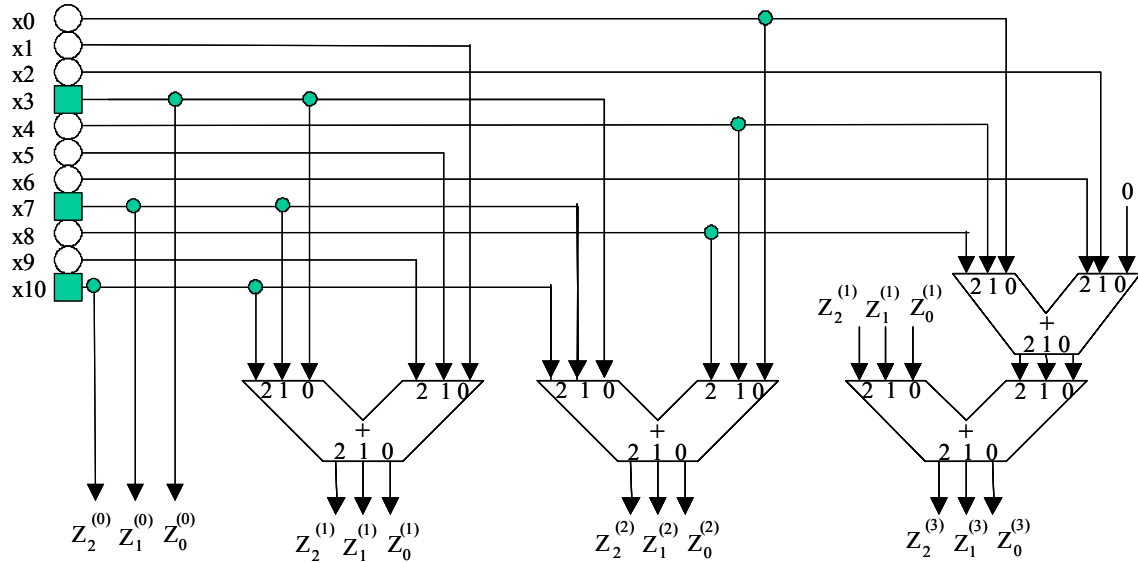 x0
x1
x2
x3
x4
x5
x6
x7
x8
x9
x10
0
2 1 0 2 1 0
+
2 1 0
Z₂⁽¹⁾ Z₁⁽¹⁾ Z₀⁽¹⁾
2 1 0 2 1 0
+
2 1 0
2 1 0 2 1 0
+
2 1 0
2 1 0 2 1 0
+
2 1 0
Z₂⁽⁰⁾ Z₁⁽⁰⁾ Z₀⁽⁰⁾
Z₂⁽¹⁾ Z₁⁽¹⁾ Z₀⁽¹⁾
Z₂⁽²⁾ Z₁⁽²⁾ Z₀⁽²⁾
Z₂⁽³⁾ Z₁⁽³⁾ Z₀⁽³⁾